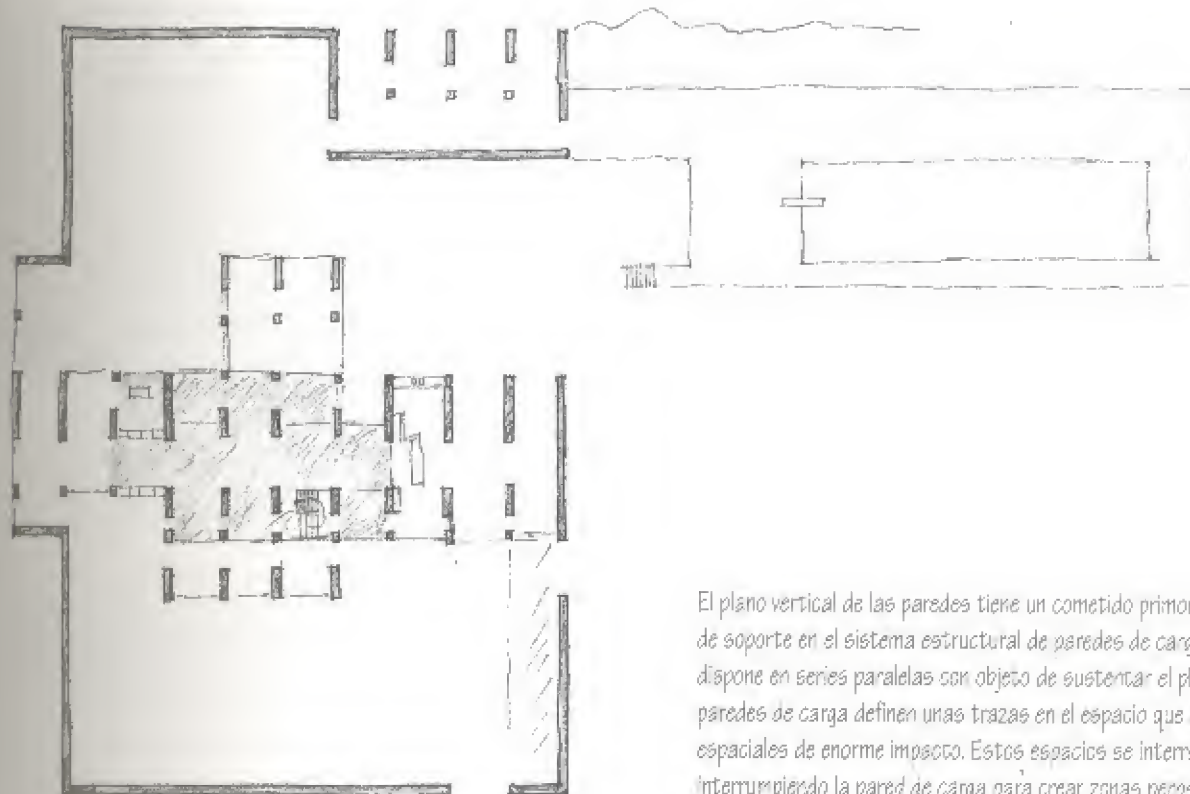 El plano vertical de las paredes tiene un cometido primor
de soporte en el sistema estructural de paredes de carg
dispone en series paralelas con objeto de sustentar el pl
paredes de carga definen unas trazas en el espacio que
espaciales de enorme impacto. Estos espacios se interr
interrumpiendo la pared de carga para crear zonas perpe